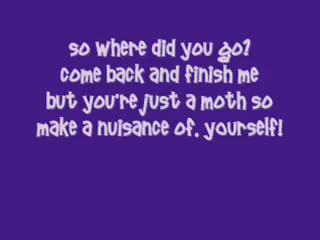 so where did you go?
come back and finish me
but you're just a moth so
make a nuisance of, yourself!